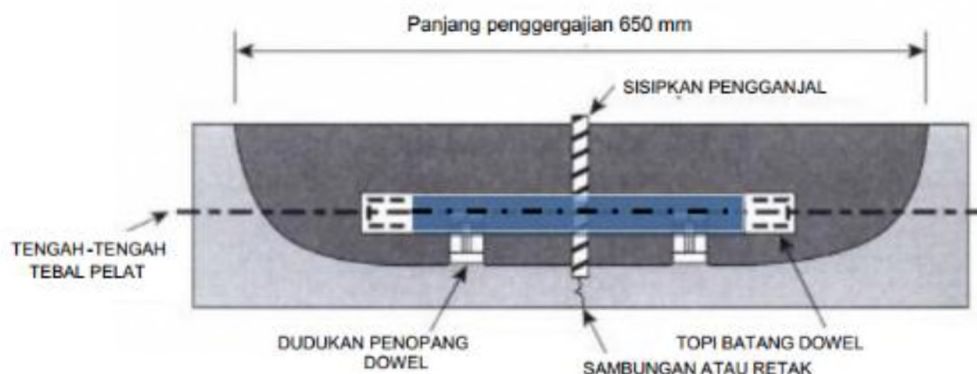 Panjang penggergajian 650 mm
SISIPKAN PENGGANJAL
TENGAH-TENGAH
TEBAL PELAT
DUDUKAN PENOPANG
DOWEL
TOPI BATANG DOWEL
SAMBUNGAN ATAU RETAK